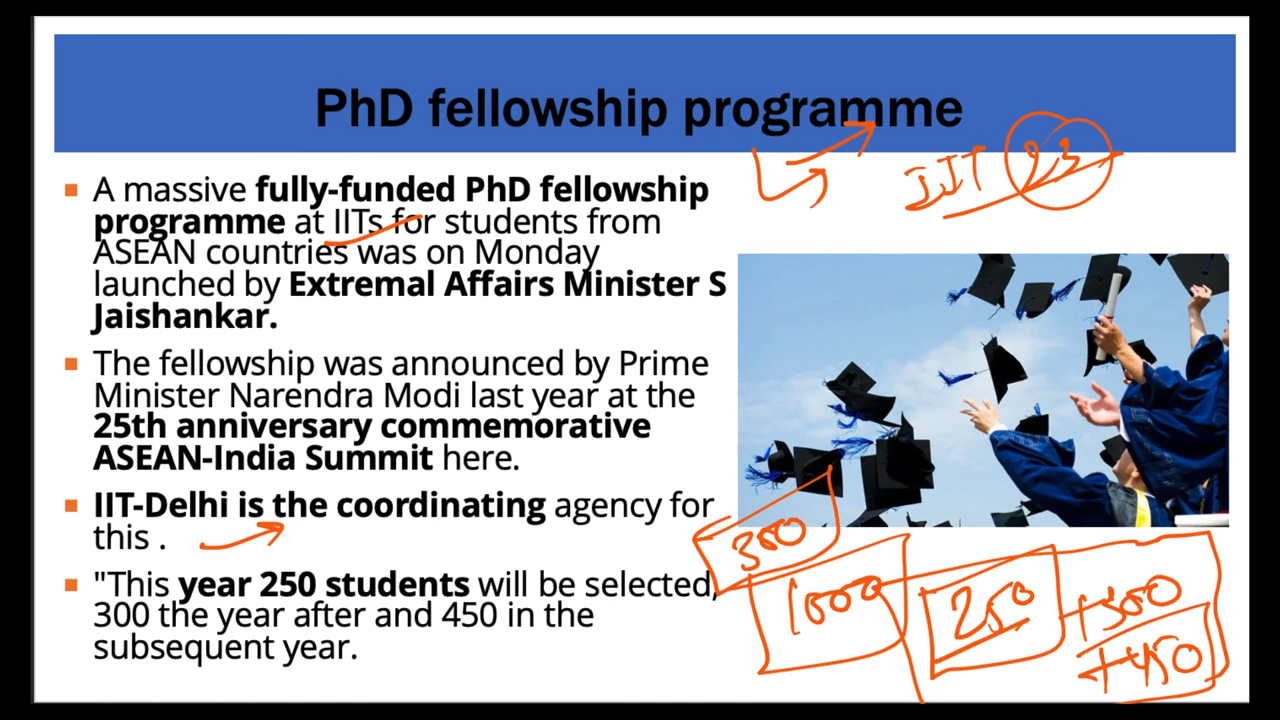 PhD fellowship programme
IIT 23
A massive fully-funded PhD fellowship
programme at IITs for students from
ASEAN countries was on Monday
launched by Extremal Affairs Minister S
Jaishankar.
The fellowship was announced by Prime
Minister Narendra Modi last year at the
25th anniversary commemorative
ASEAN-India Summit here.
IIT-Delhi is the coordinating agency for
this .
"This year 250 students will be selected,
300 the year after and 450 in the
subsequent year.
300
1000
250
+300
+450